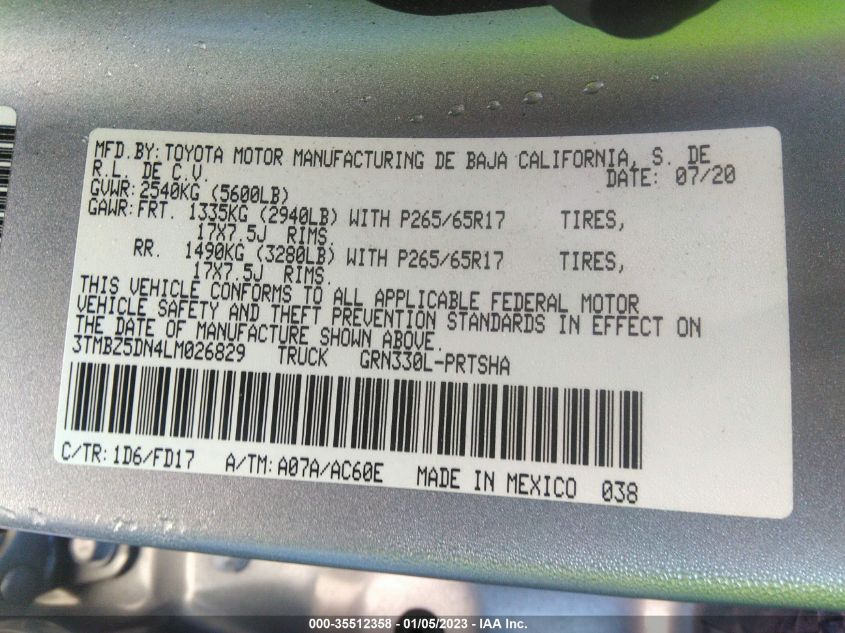 MFD.BY: TOYOTA MOTOR MANUFACTURING DE BAJA CALIFORNIA, S. DE
R.L. DE C.V. DATE: 07/20
GVWR: 2540KG (5600LB)
GAWR: FRT. 1335KG (2940LB) WITH P265/65R17 TIRES,
17X7.5J RIMS.
RR. 1490KG (3280LB) WITH P265/65R17 TIRES,
17X7.5J RIMS.
THIS VEHICLE CONFORMS TO ALL APPLICABLE FEDERAL MOTOR
VEHICLE SAFETY AND THEFT PREVENTION STANDARDS IN EFFECT ON
THE DATE OF MANUFACTURE SHOWN ABOVE.
3TMBZ5DN4LM026829 TRUCK GRN330L-PRTSHA
C/TR: 1D6/FD17 A/TM: A07A/AC60E MADE IN MEXICO 038
000-35512358 - 01/05/2023 - IAA Inc.